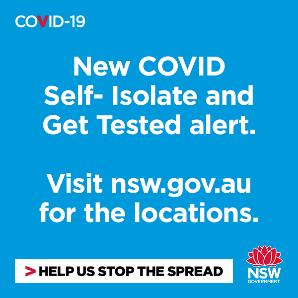 COVID-19
New COVID
Self- Isolate and
Get Tested alert.
Visit nsw.gov.au
for the locations.
> HELP US STOP THE SPREAD
NSW
GOVERNMENT